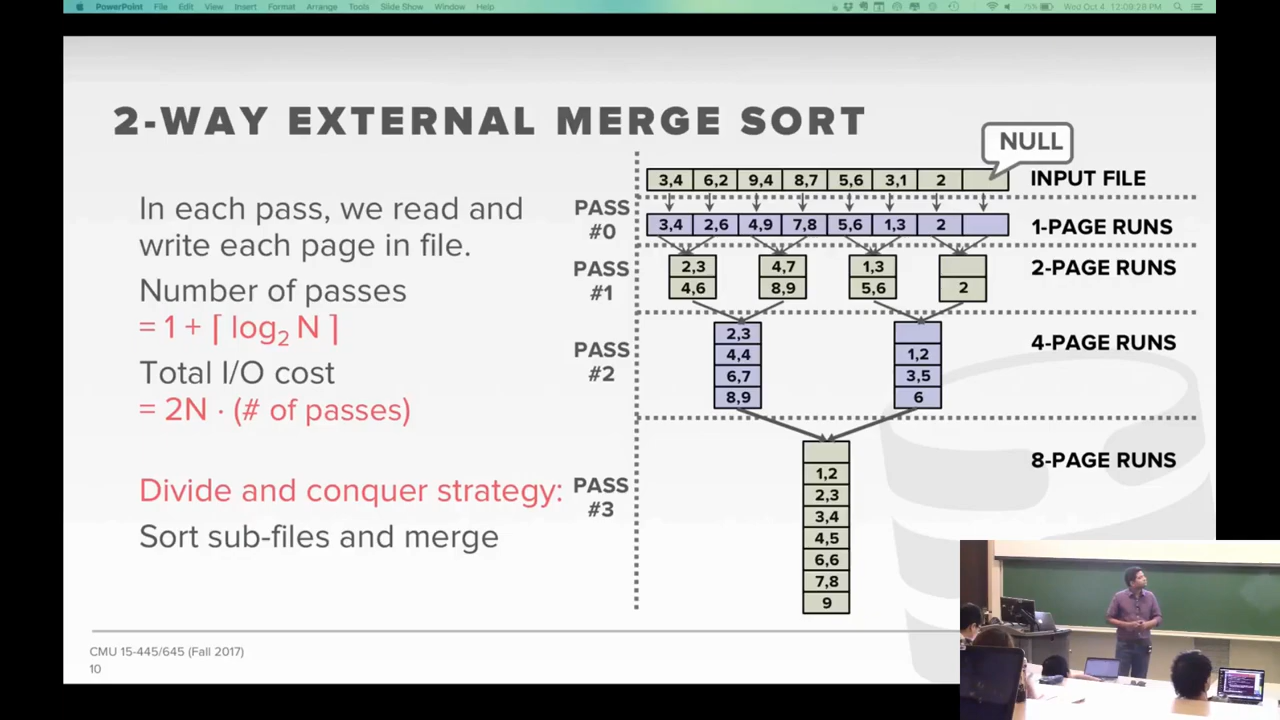 PowerPoint File Edit View Insert Format Arrange Tools Slide Show Window Help
75% Wed Oct 4 12:09:28 PM
2-WAY EXTERNAL MERGE SORT
In each pass, we read and
write each page in file.
Number of passes
= 1 + ⌈ log₂ N ⌉
Total I/O cost
= 2N · (# of passes)
Divide and conquer strategy:
Sort sub-files and merge
NULL
3,4 6,2 9,4 8,7 5,6 3,1 2
INPUT FILE
PASS
#0
3,4 2,6 4,9 7,8 5,6 1,3 2
1-PAGE RUNS
PASS
#1
2,3 4,7 1,3
4,6 8,9 5,6 2
2-PAGE RUNS
PASS
#2
2,3
4,4 1,2
6,7 3,5
8,9 6
4-PAGE RUNS
PASS
#3
1,2
2,3
3,4
4,5
6,6
7,8
9
8-PAGE RUNS
CMU 15-445/645 (Fall 2017)
10